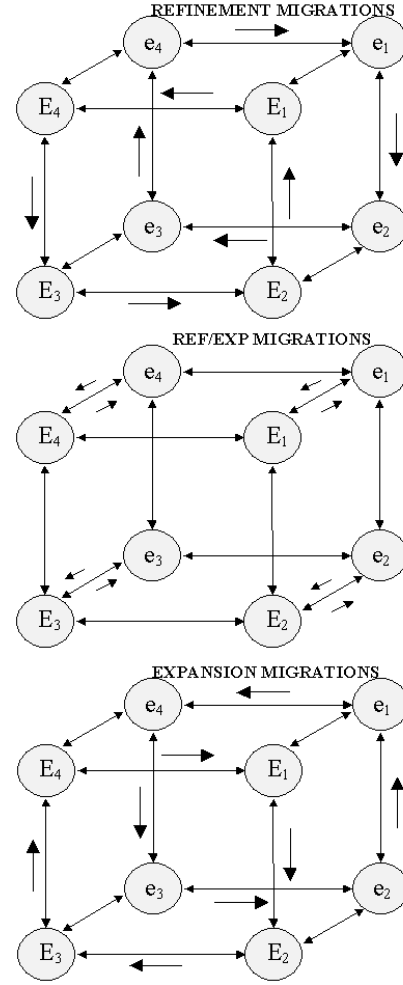 REFINEMENT MIGRATIONS
e4 e1
E4 E1
e3 e2
E3 E2
REF/EXP MIGRATIONS
e4 e1
E4 E1
e3 e2
E3 E2
EXPANSION MIGRATIONS
e4 e1
E4 E1
e3 e2
E3 E2